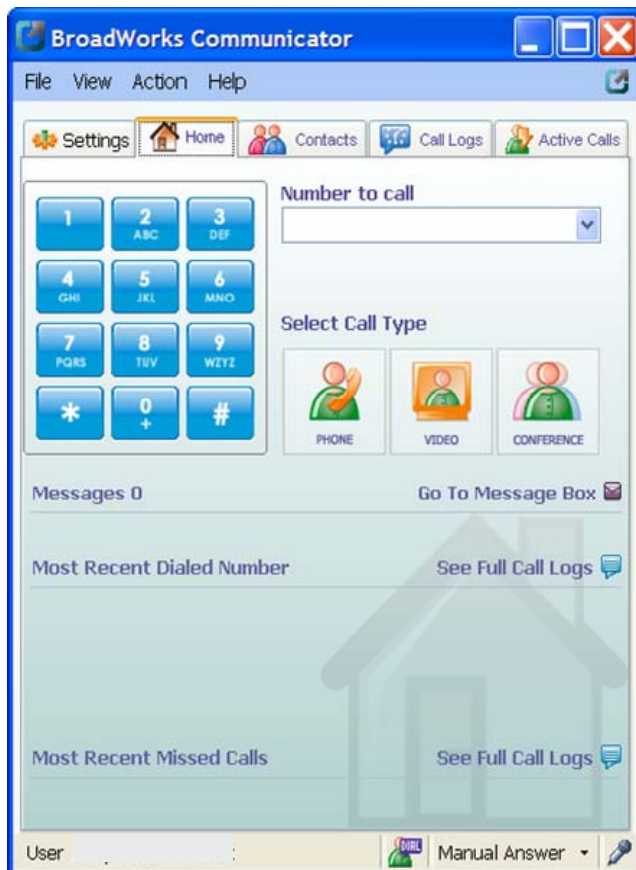 BroadWorks Communicator
File View Action Help
Settings Home Contacts Call Logs Active Calls
Number to call
1 2 3
ABC DEF
4 5 6
GHI JKL MNO
Select Call Type
7 8 9
PQRS TUV WZYZ
* 0 #
+
PHONE VIDEO CONFERENCE
Messages 0 Go To Message Box
Most Recent Dialed Number See Full Call Logs
Most Recent Missed Calls See Full Call Logs
User : DIAL Manual Answer